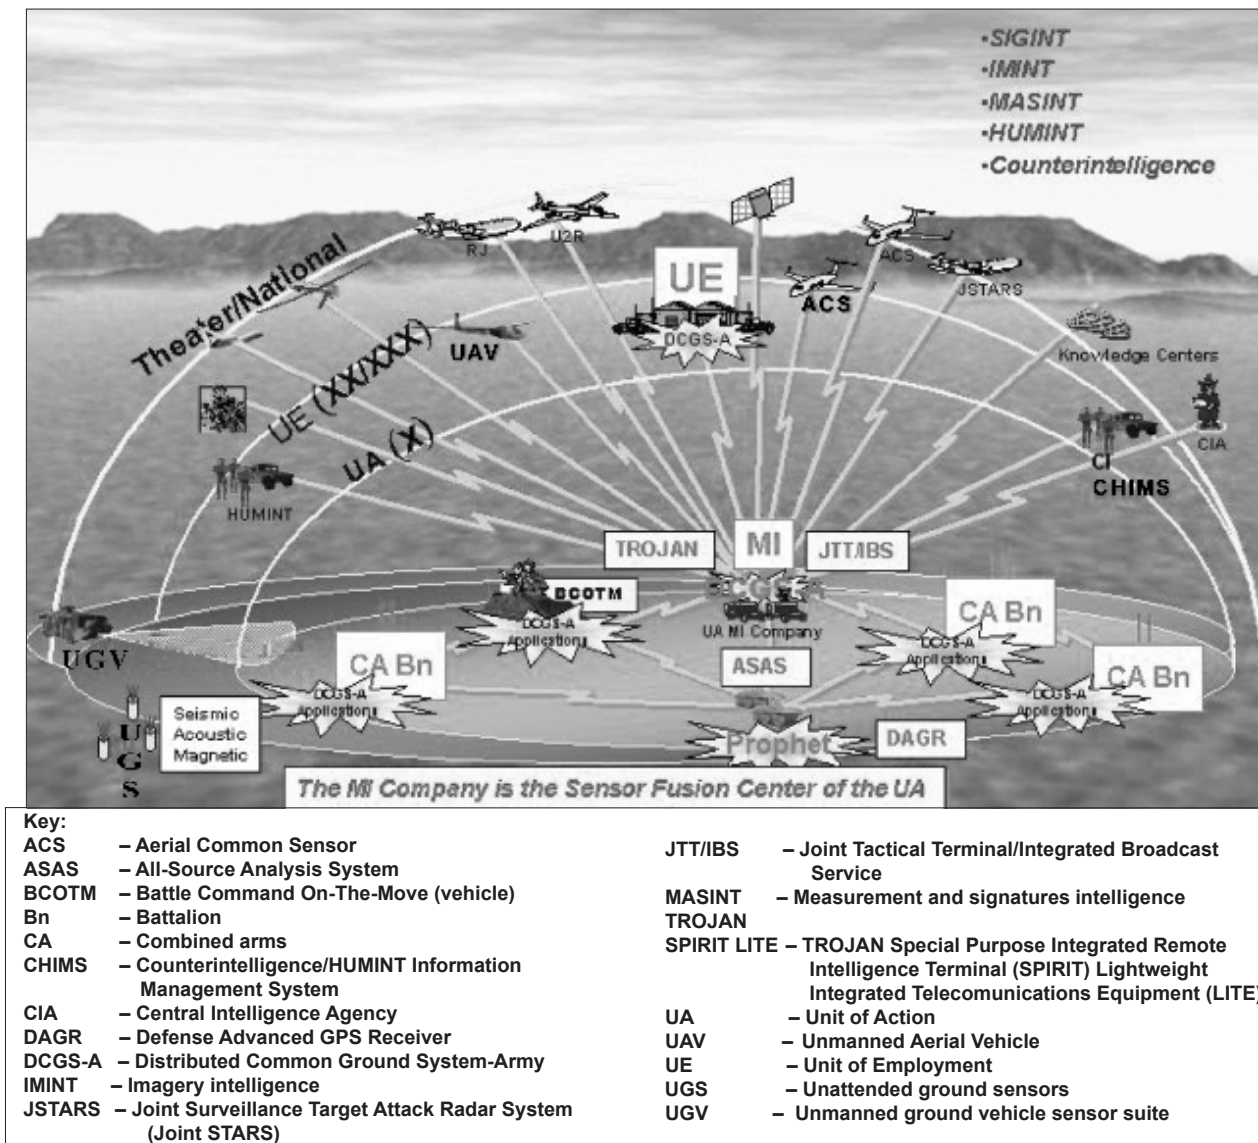 •SIGINT
•IMINT
•MASINT
•HUMINT
•Counterintelligence
Theater/National
UE (XX/XXX)
UA (X)
RJ
U2R
ACS
JSTARS
UE
DCGS-A
ACS
UAV
Knowledge Centers
CIA
CI
CHIMS
HUMINT
TROJAN
MI
JTT/IBS
BCOTM
UA MI Company
CA Bn
DCGS-A
Applications
DCGS-A
Applications
UGV
CA Bn
ASAS
CA Bn
DCGS-A
Applications
DCGS-A
Applications
Seismic
Acoustic
Magnetic
UGS
Prophet
DAGR
The MI Company is the Sensor Fusion Center of the UA
Key:
ACS – Aerial Common Sensor
ASAS – All-Source Analysis System
BCOTM – Battle Command On-The-Move (vehicle)
Bn – Battalion
CA – Combined arms
CHIMS – Counterintelligence/HUMINT Information
Management System
CIA – Central Intelligence Agency
DAGR – Defense Advanced GPS Receiver
DCGS-A – Distributed Common Ground System-Army
IMINT – Imagery intelligence
JSTARS – Joint Surveillance Target Attack Radar System
(Joint STARS)
JTT/IBS – Joint Tactical Terminal/Integrated Broadcast
Service
MASINT – Measurement and signatures intelligence
TROJAN
SPIRIT LITE – TROJAN Special Purpose Integrated Remote
Intelligence Terminal (SPIRIT) Lightweight
Integrated Telecomunications Equipment (LITE)
UA – Unit of Action
UAV – Unmanned Aerial Vehicle
UE – Unit of Employment
UGS – Unattended ground sensors
UGV – Unmanned ground vehicle sensor suite